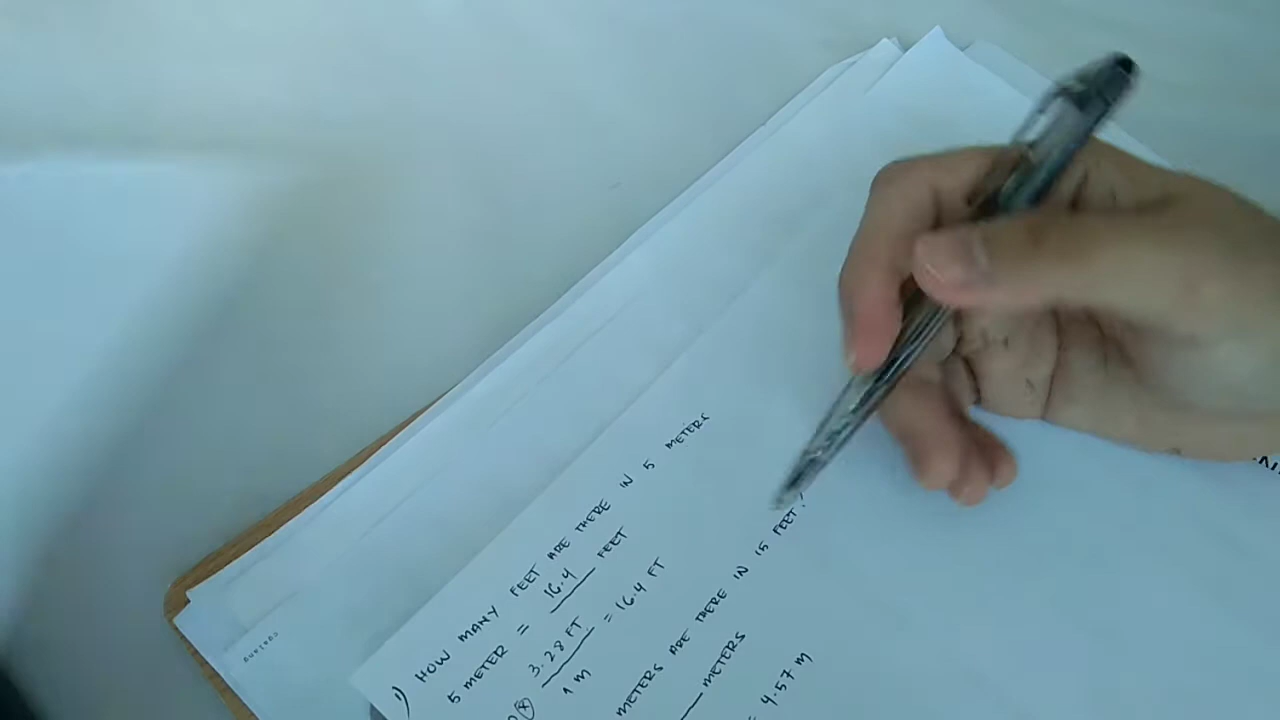 1) HOW MANY FEET ARE THERE IN 5 METERS
5 METER = 16.4 FEET
3.28 FT = 16.4 FT
1 M
METERS ARE THERE IN 15 FEET?
METERS
= 4.57 M